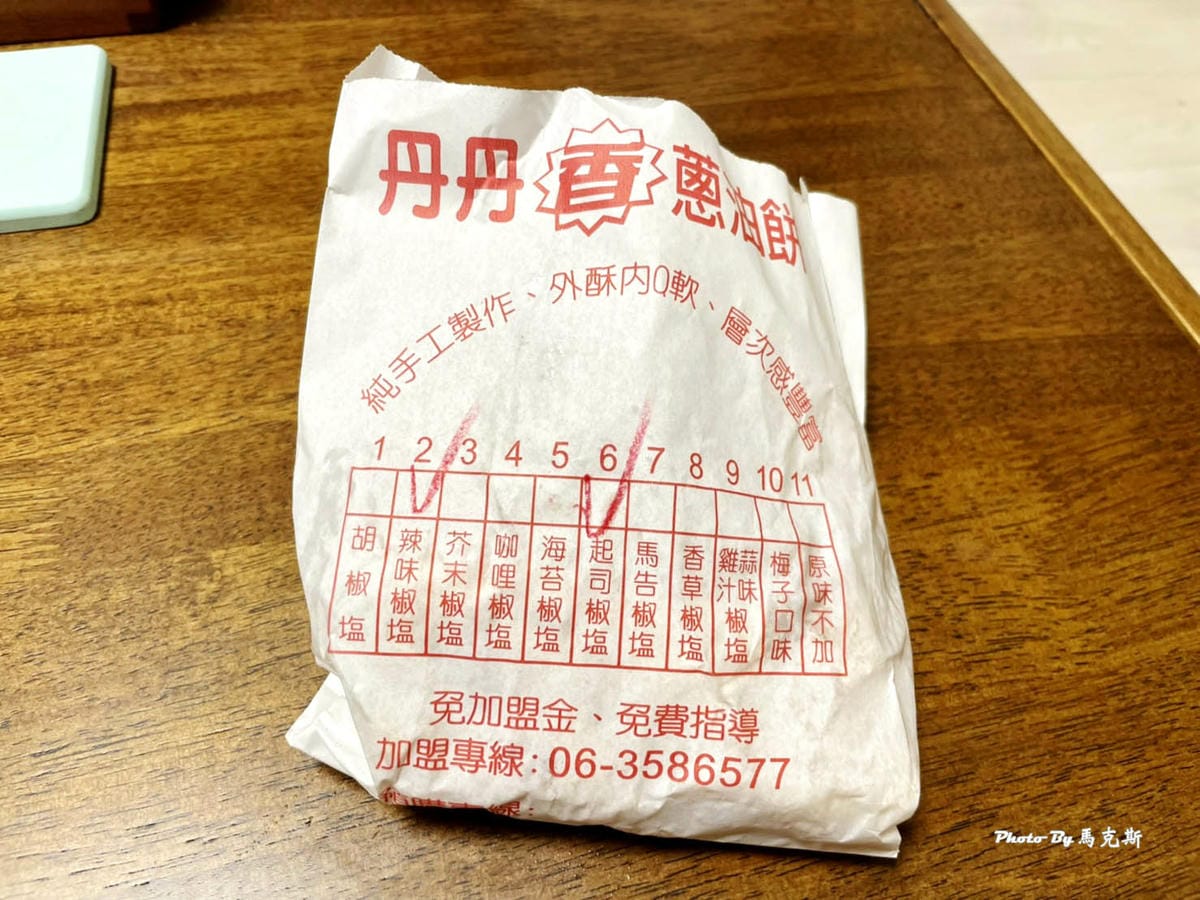 丹丹香蔥油餅
純手工製作、外酥內Q軟、層次感豐富
1 2 3 4 5 6 7 8 9 10 11
胡椒塩
辣味椒塩
芥末椒塩
咖哩椒塩
海苔椒塩
起司椒塩
馬告椒塩
香草椒塩
雞汁蒜味椒塩
梅子口味
原味不加
免加盟金、免費指導
加盟專線:06-3586577
Photo By 馬克斯